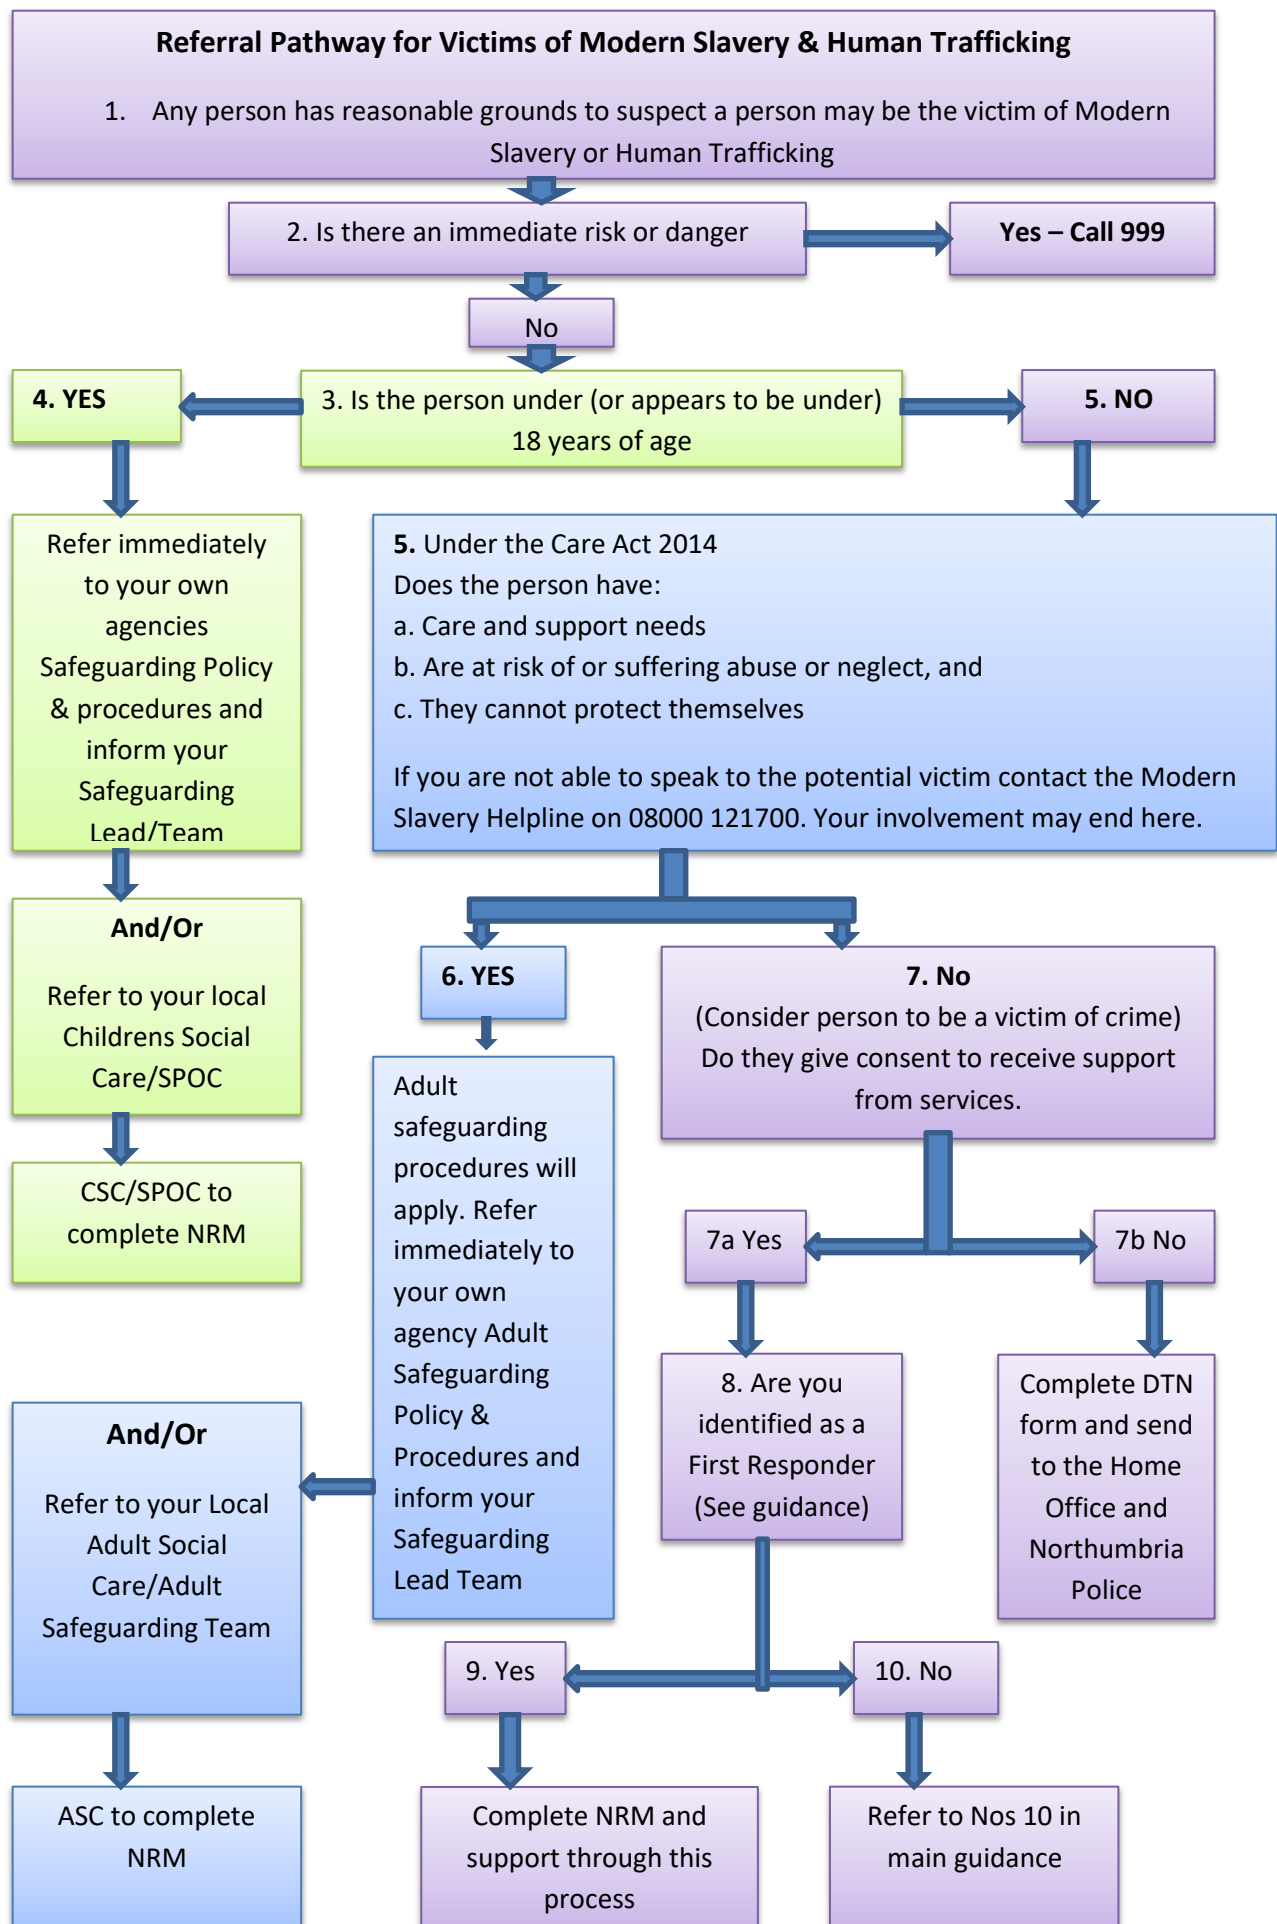 Referral Pathway for Victims of Modern Slavery & Human Trafficking
1. Any person has reasonable grounds to suspect a person may be the victim of Modern
Slavery or Human Trafficking
2. Is there an immediate risk or danger
Yes – Call 999
No
4. YES
3. Is the person under (or appears to be under)
18 years of age
5. NO
Refer immediately
to your own
agencies
Safeguarding Policy
& procedures and
inform your
Safeguarding
Lead/Team
5. Under the Care Act 2014
Does the person have:
a. Care and support needs
b. Are at risk of or suffering abuse or neglect, and
c. They cannot protect themselves
If you are not able to speak to the potential victim contact the Modern
Slavery Helpline on 08000 121700. Your involvement may end here.
And/Or
Refer to your local
Childrens Social
Care/SPOC
CSC/SPOC to
complete NRM
6. YES
7. No
(Consider person to be a victim of crime)
Do they give consent to receive support
from services.
Adult
safeguarding
procedures will
apply. Refer
immediately to
your own
agency Adult
Safeguarding
Policy &
Procedures and
inform your
Safeguarding
Lead Team
7a Yes
7b No
8. Are you
identified as a
First Responder
(See guidance)
Complete DTN
form and send
to the Home
Office and
Northumbria
Police
And/Or
Refer to your Local
Adult Social
Care/Adult
Safeguarding Team
9. Yes
10. No
ASC to complete
NRM
Complete NRM and
support through this
process
Refer to Nos 10 in
main guidance